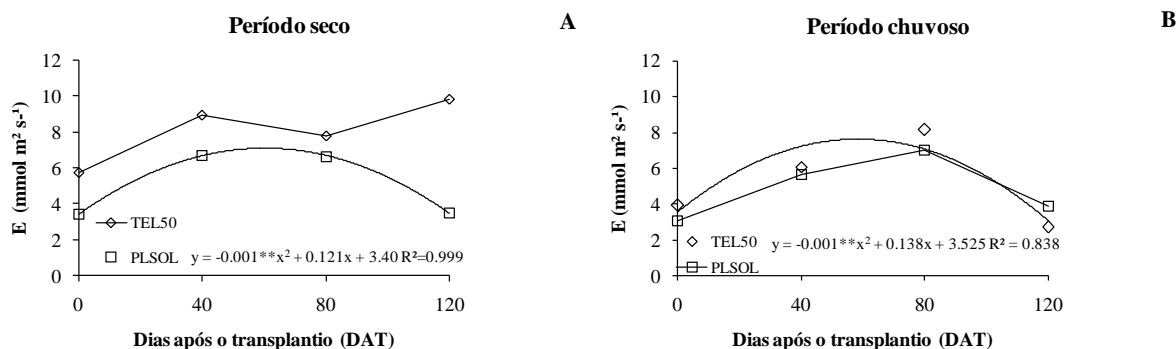 Período seco
A
12
10
8
6
4
2
0
E (mmol m² s-¹)
TEL50
PLSOL y = -0.001**x² + 0.121x + 3.40 R²=0.999
0 40 80 120
Dias após o transplantio (DAT)
Período chuvoso
B
12
10
8
6
4
2
0
E (mmol m² s-¹)
TEL50 y = -0.001**x² + 0.138x + 3.525 R² = 0.838
PLSOL
0 40 80 120
Dias após o transplantio (DAT)